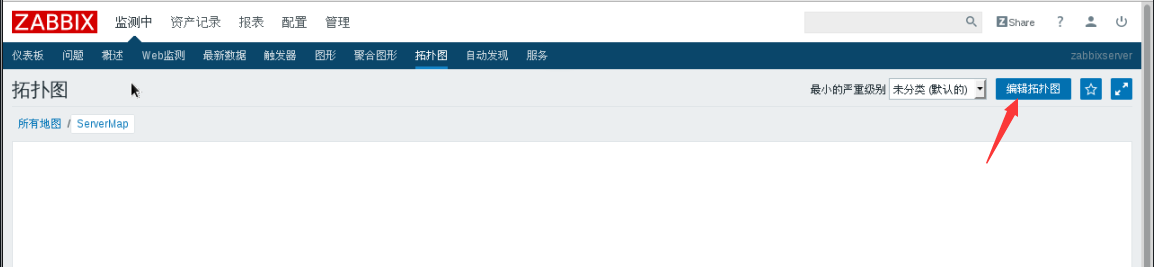 ZABBIX 监测中 资产记录 报表 配置 管理 Z Share ?
仪表板 问题 概述 Web监测 最新数据 触发器 图形 聚合图形 拓扑图 自动发现 服务 zabbixserver
拓扑图 最小的严重级别 未分类 (默认的) 编辑拓扑图
所有地图 / ServerMap